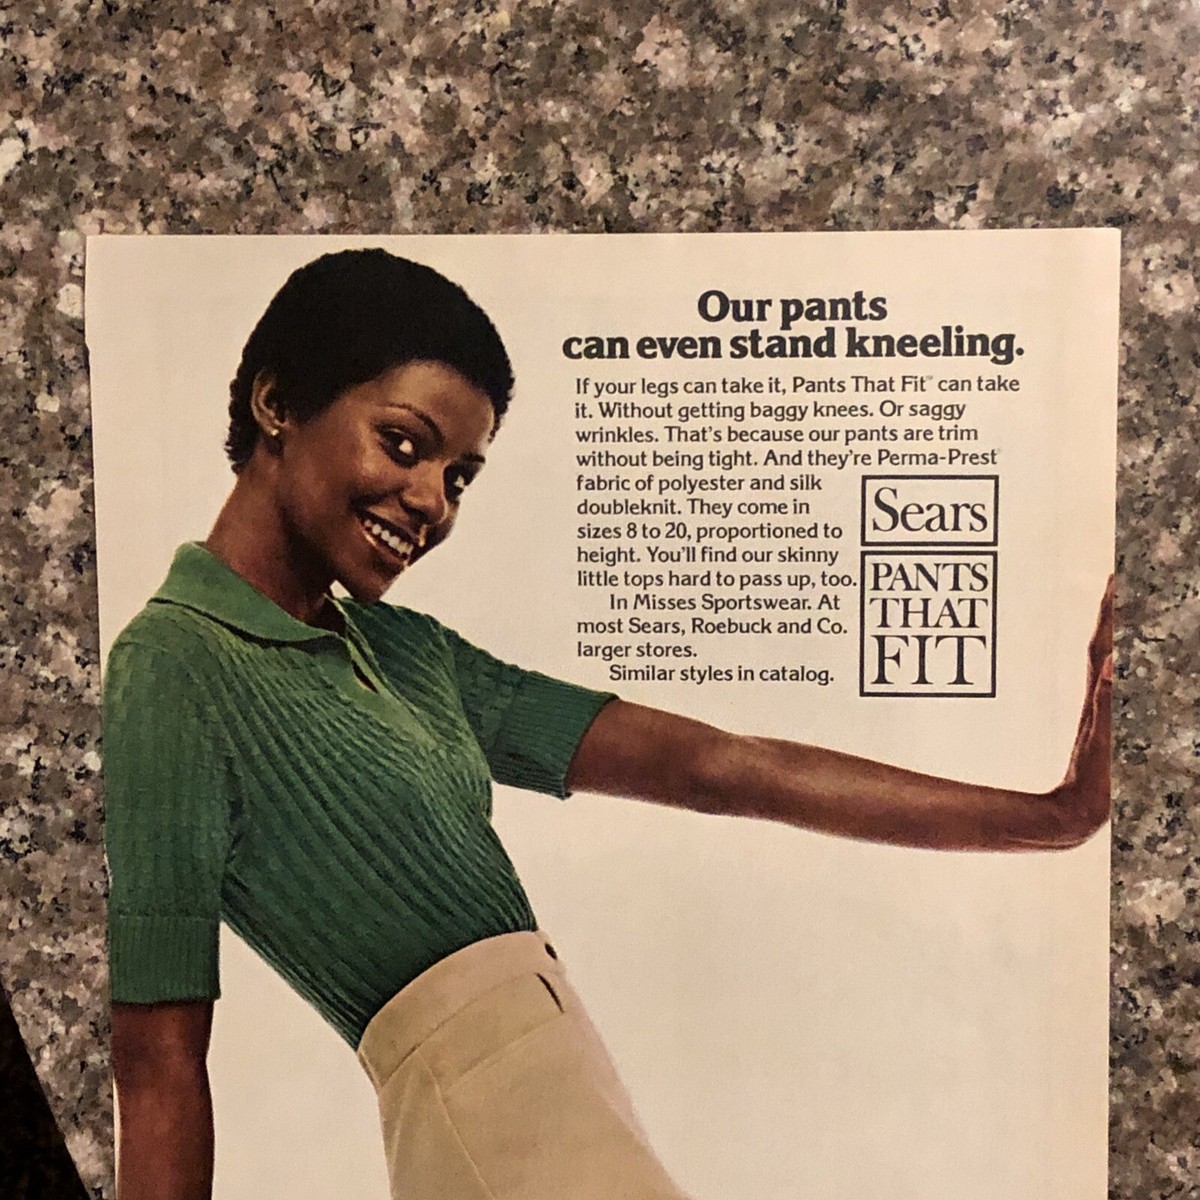 Our pants
can even stand kneeling.
If your legs can take it, Pants That Fit™ can take
it. Without getting baggy knees. Or saggy
wrinkles. That's because our pants are trim
without being tight. And they're Perma-Prest®
fabric of polyester and silk
doubleknit. They come in
sizes 8 to 20, proportioned to
height. You'll find our skinny
little tops hard to pass up, too.
In Misses Sportswear. At
most Sears, Roebuck and Co.
larger stores.
Similar styles in catalog.
Sears
PANTS
THAT
FIT